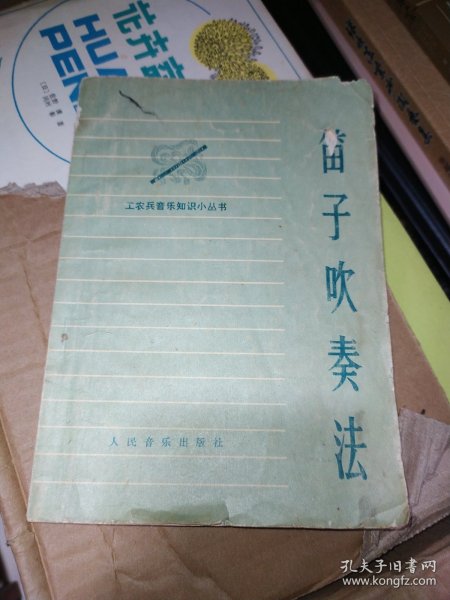 笛子吹奏法
工农兵音乐知识小丛书
人民音乐出版社
花卉
HUA
PEN
孔夫子旧书网
www.kongfz.com